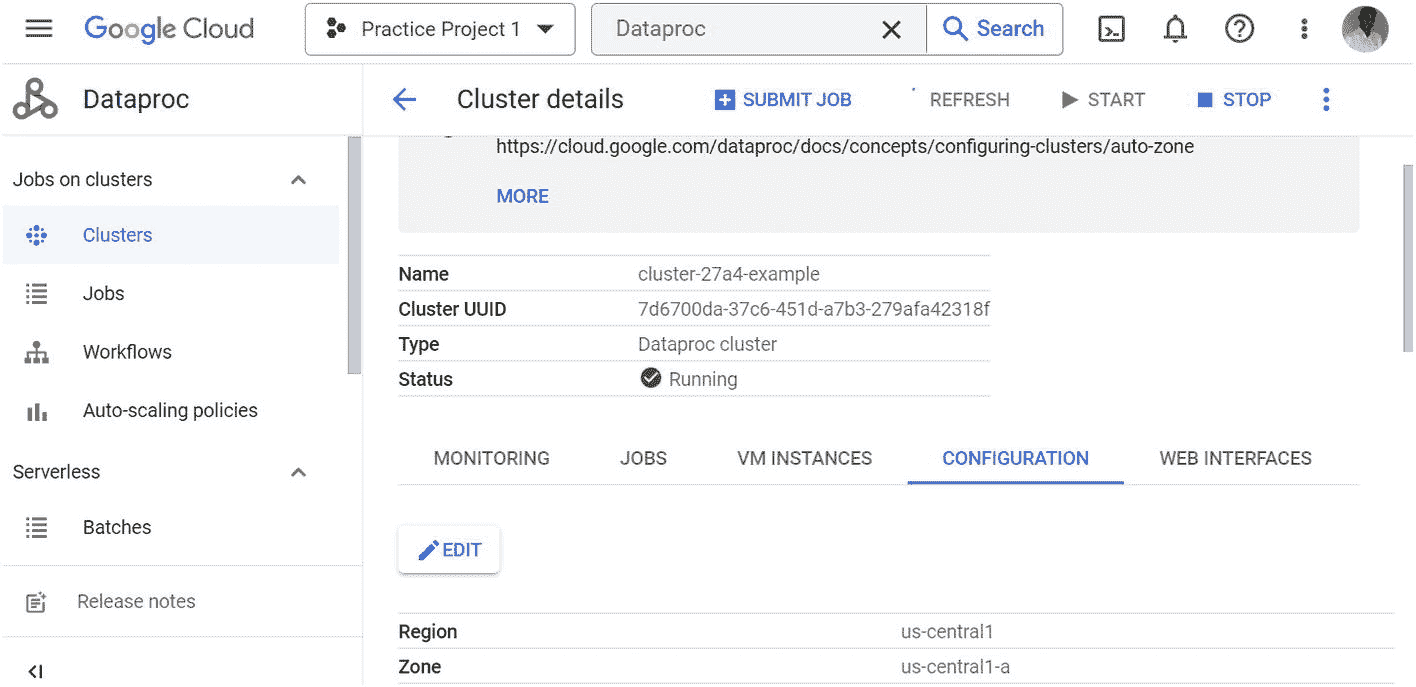 Google Cloud
Practice Project 1
Dataproc
Search
Dataproc
Cluster details
SUBMIT JOB
REFRESH
START
STOP
Jobs on clusters
Clusters
Jobs
Workflows
Auto-scaling policies
Serverless
Batches
Release notes
https://cloud.google.com/dataproc/docs/concepts/configuring-clusters/auto-zone
MORE
Name cluster-27a4-example
Cluster UUID 7d6700da-37c6-451d-a7b3-279afa42318f
Type Dataproc cluster
Status Running
MONITORING JOBS VM INSTANCES CONFIGURATION WEB INTERFACES
EDIT
Region us-central1
Zone us-central1-a